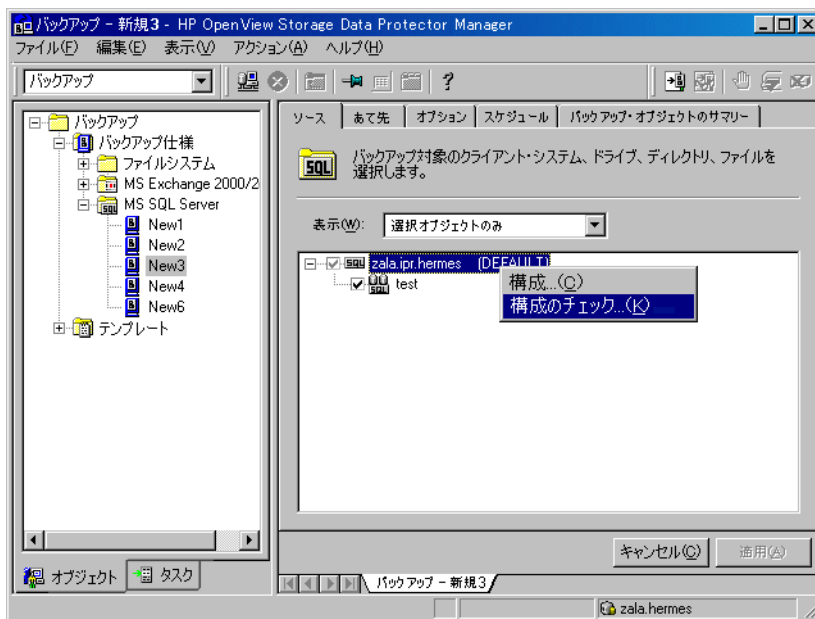 バックアップ - 新規3 - HP OpenView Storage Data Protector Manager
ファイル(F) 編集(E) 表示(V) アクション(A) ヘルプ(H)
バックアップ
バックアップ
バックアップ仕様
ファイルシステム
MS Exchange 2000/2
MS SQL Server
New1
New2
New3
New4
New6
テンプレート
オブジェクト タスク
ソース あて先 オプション スケジュール バックアップ・オブジェクトのサマリー
SQL
バックアップ対象のクライアント・システム、ドライブ、ディレクトリ、ファイルを
選択します。
表示(W): 選択オブジェクトのみ
SQL zala.ipr.hermes (DEFAULT)
SQL test
構成...(C)
構成のチェック...(K)
キャンセル(C) 適用(A)
バックアップ - 新規3
zala.hermes